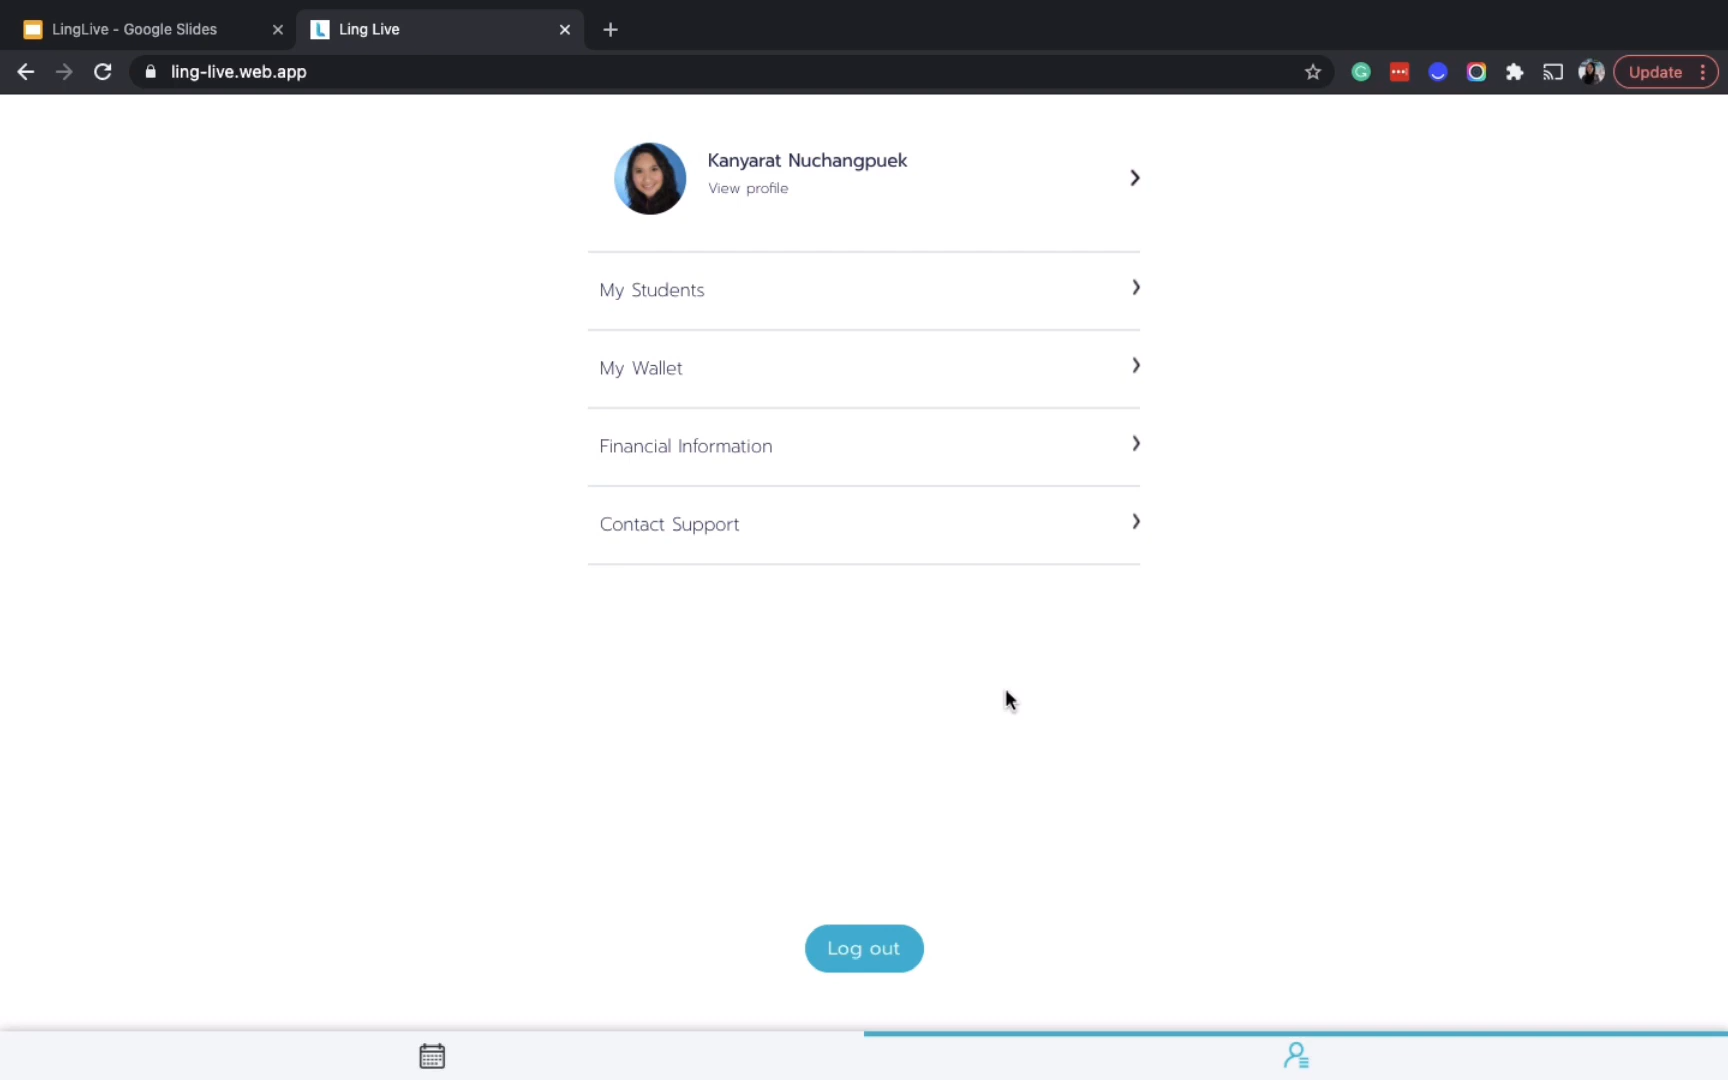 LingLive - Google Slides
Ling Live
ling-live.web.app
Update
Kanyarat Nuchangpuek
View profile
My Students
My Wallet
Financial Information
Contact Support
Log out